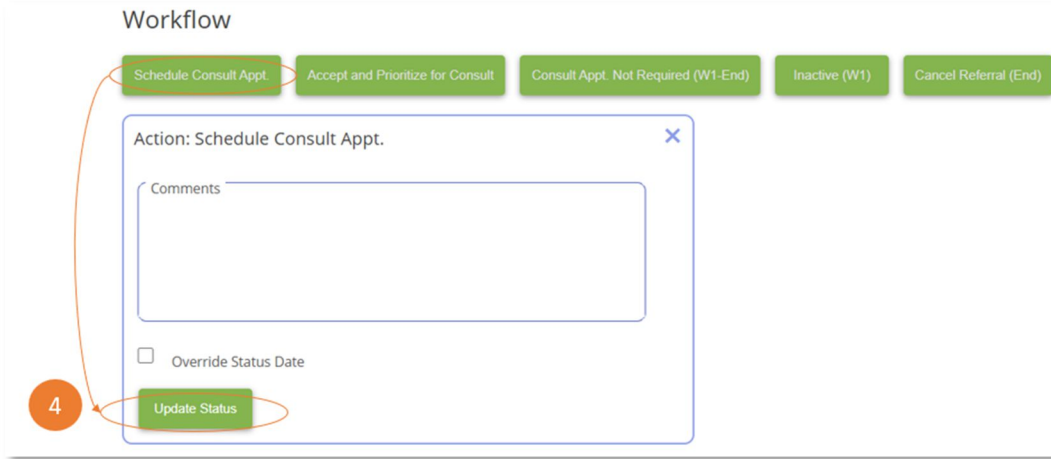 Workflow
Schedule Consult Appt. Accept and Prioritize for Consult Consult Appt. Not Required (W1-End) Inactive (W1) Cancel Referral (End)
Action: Schedule Consult Appt.
Comments
Override Status Date
4 Update Status